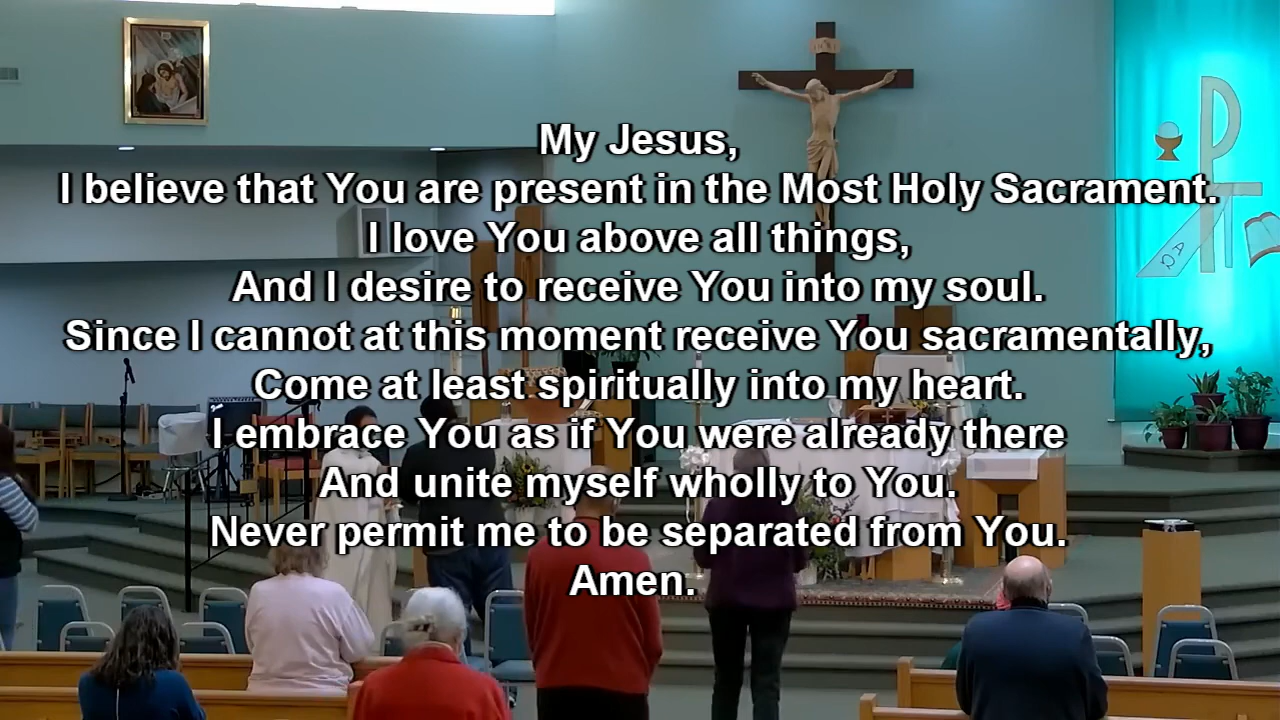 My Jesus,
I believe that You are present in the Most Holy Sacrament.
I love You above all things,
And I desire to receive You into my soul.
Since I cannot at this moment receive You sacramentally,
Come at least spiritually into my heart.
I embrace You as if You were already there
And unite myself wholly to You.
Never permit me to be separated from You.
Amen.